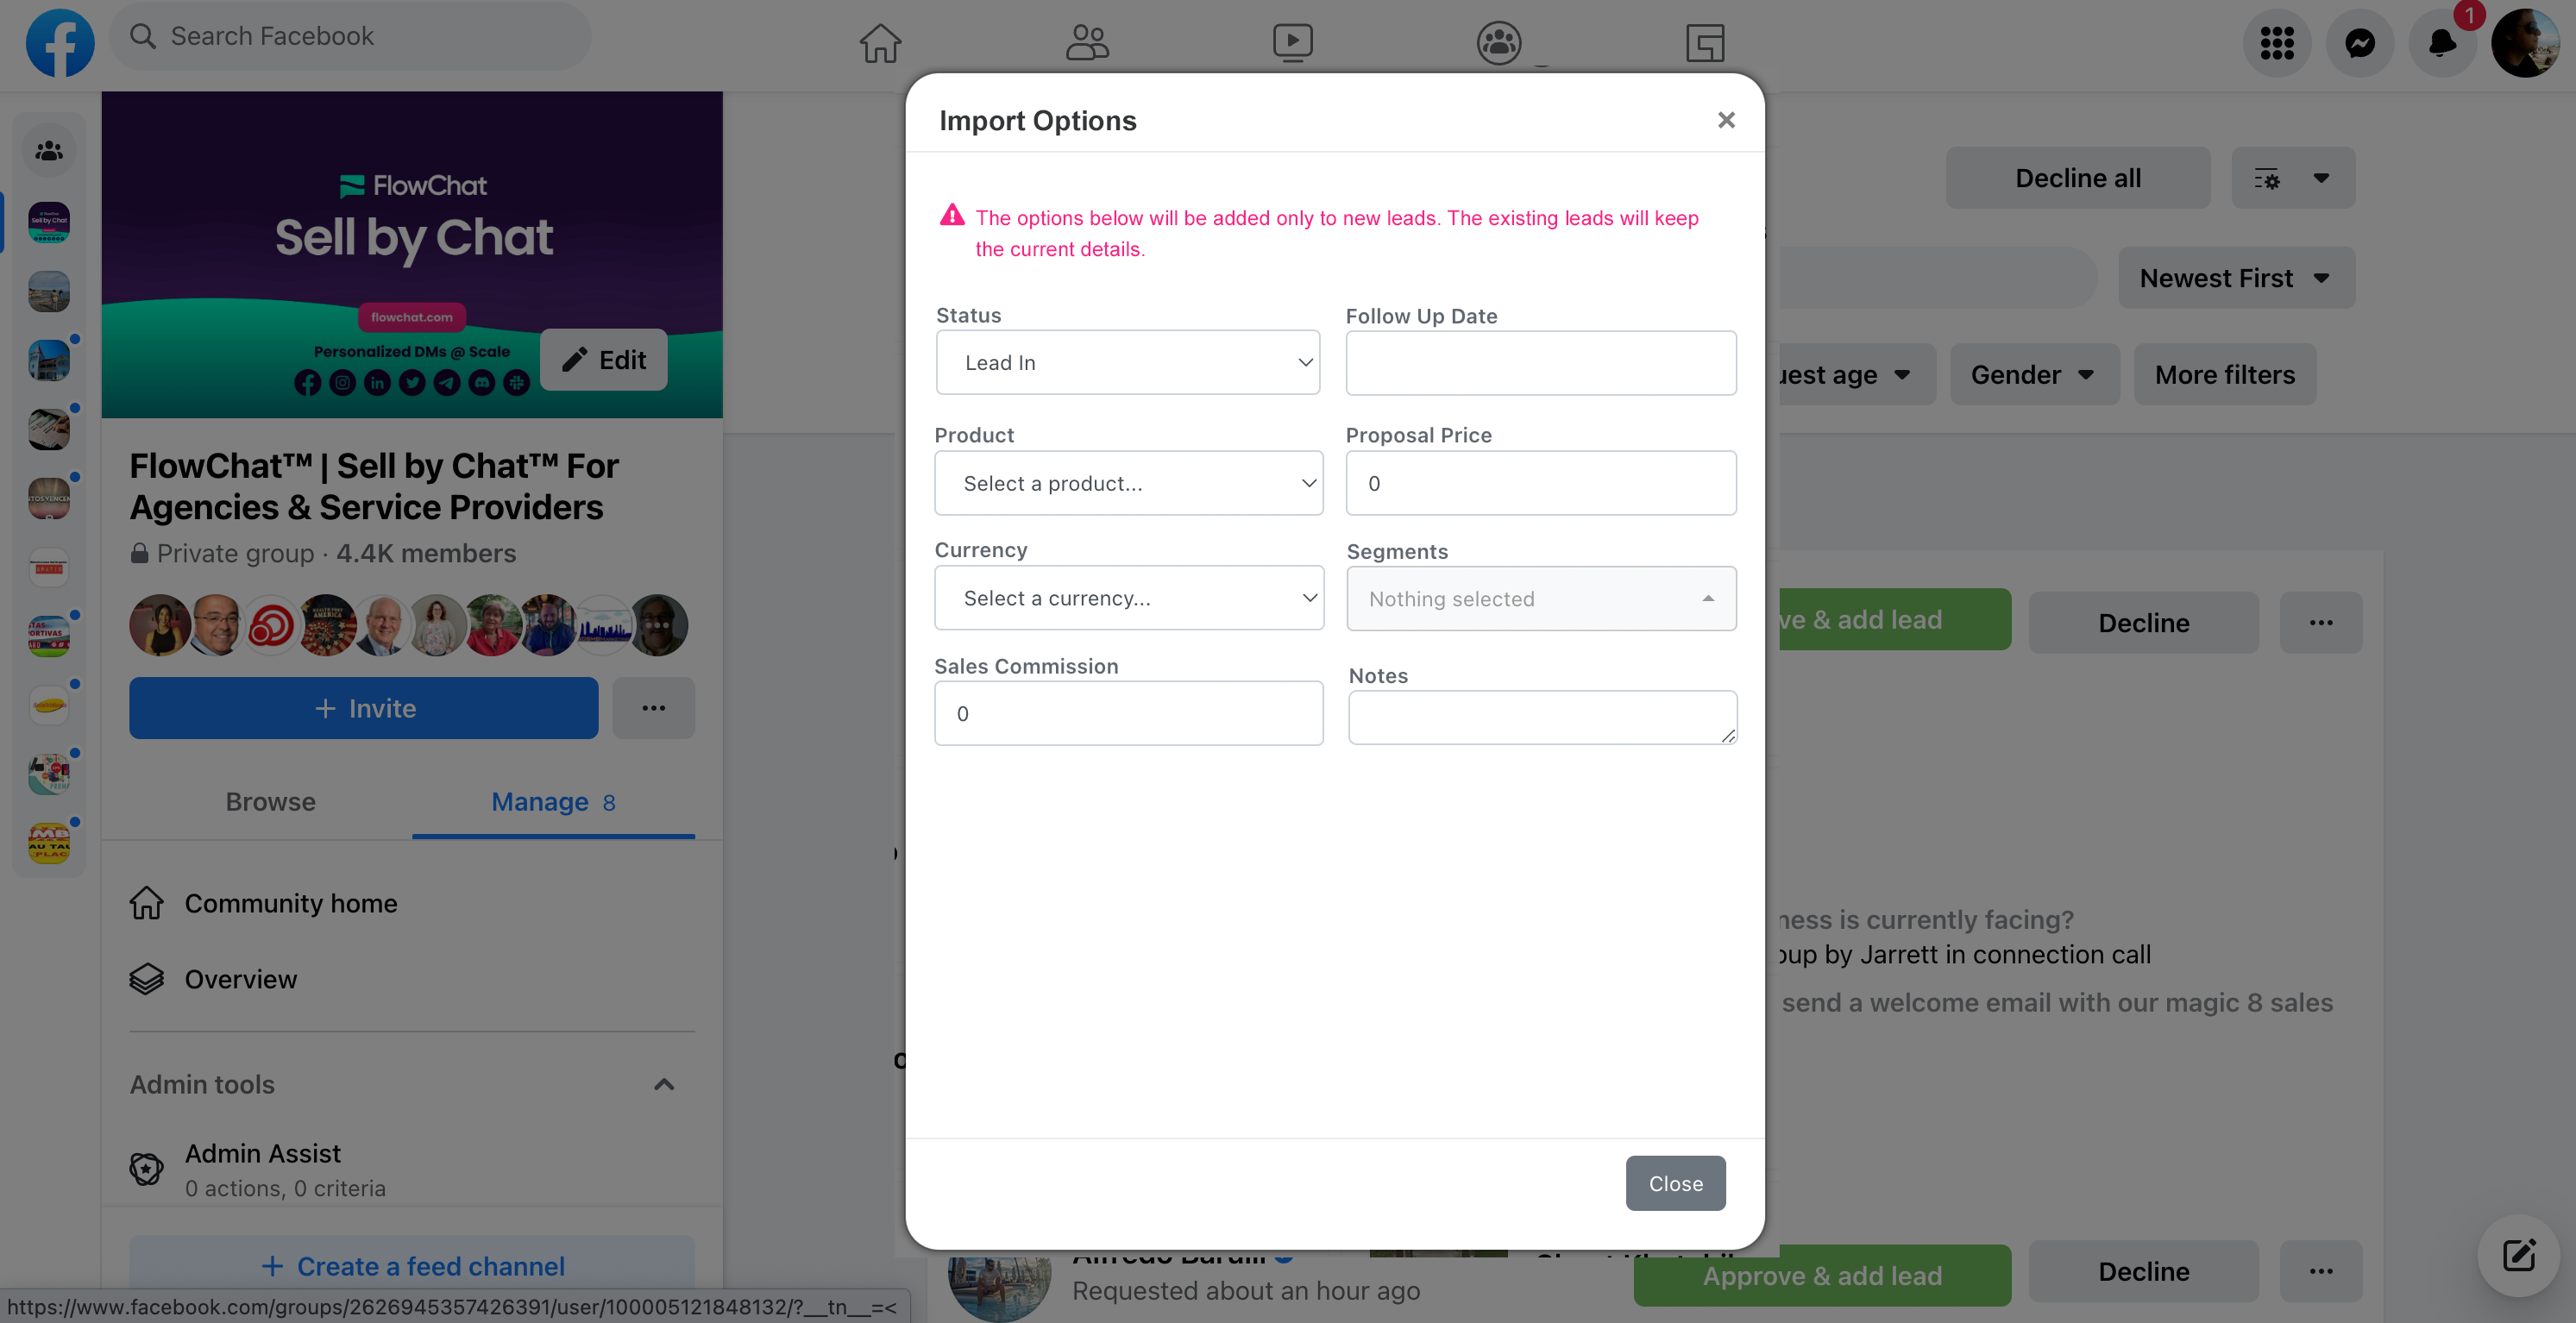 Search Facebook
1
FlowChat
Sell by Chat
flowchat.com
Personalized DMs @ Scale
Edit
FlowChat™ | Sell by Chat™ For
Agencies & Service Providers
Private group · 4.4K members
+ Invite
Browse
Manage 8
Community home
Overview
Admin tools
Admin Assist
0 actions, 0 criteria
+ Create a feed channel
https://www.facebook.com/groups/2626945357426391/user/100005121848132/?__tn__=<
Import Options
×
The options below will be added only to new leads. The existing leads will keep
the current details.
Status
Lead In
Follow Up Date
Product
Select a product...
Proposal Price
0
Currency
Select a currency...
Segments
Nothing selected
Sales Commission
0
Notes
Close
Decline all
Newest First
uest age
Gender
More filters
ve & add lead
Decline
ness is currently facing?
oup by Jarrett in connection call
send a welcome email with our magic 8 sales
Requested about an hour ago
Approve & add lead
Decline